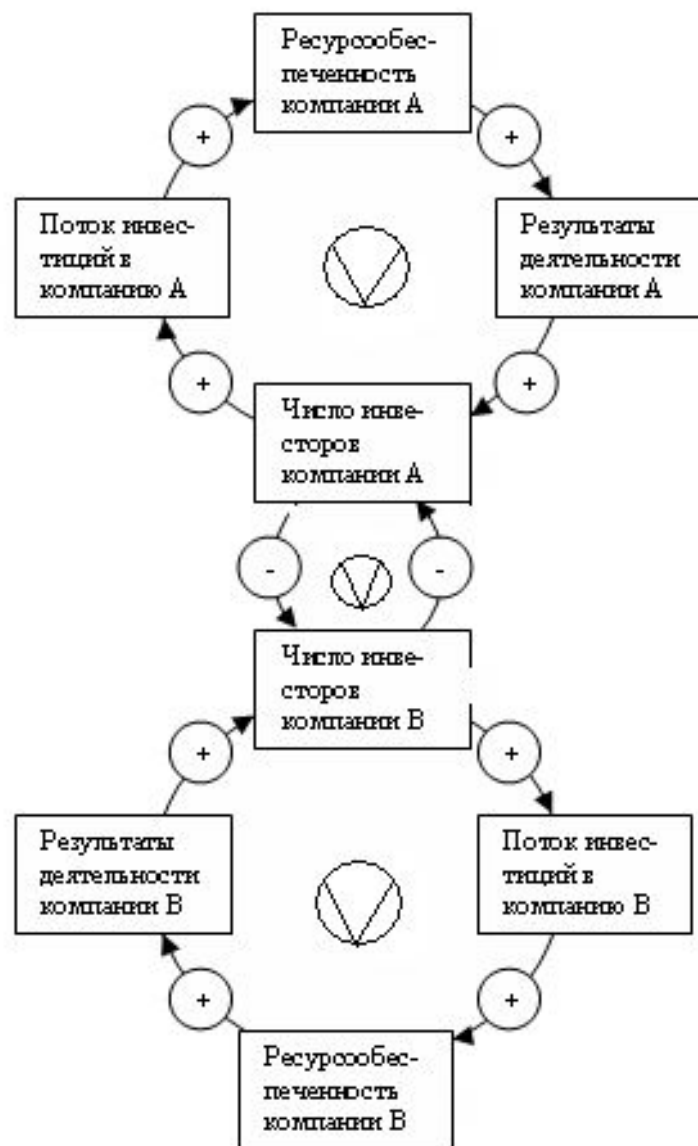 Ресурсообес-
печенность
компании А
+
+
Поток инвес-
тиций в
компанию А
Результаты
деятельности
компании А
+
+
Число инве-
сторов
компании А
-
-
Число инве-
сторов
компании В
+
+
Результаты
деятельности
компании В
Поток инвес-
тиций в
компанию В
+
+
Ресурсообес-
печенность
компании В